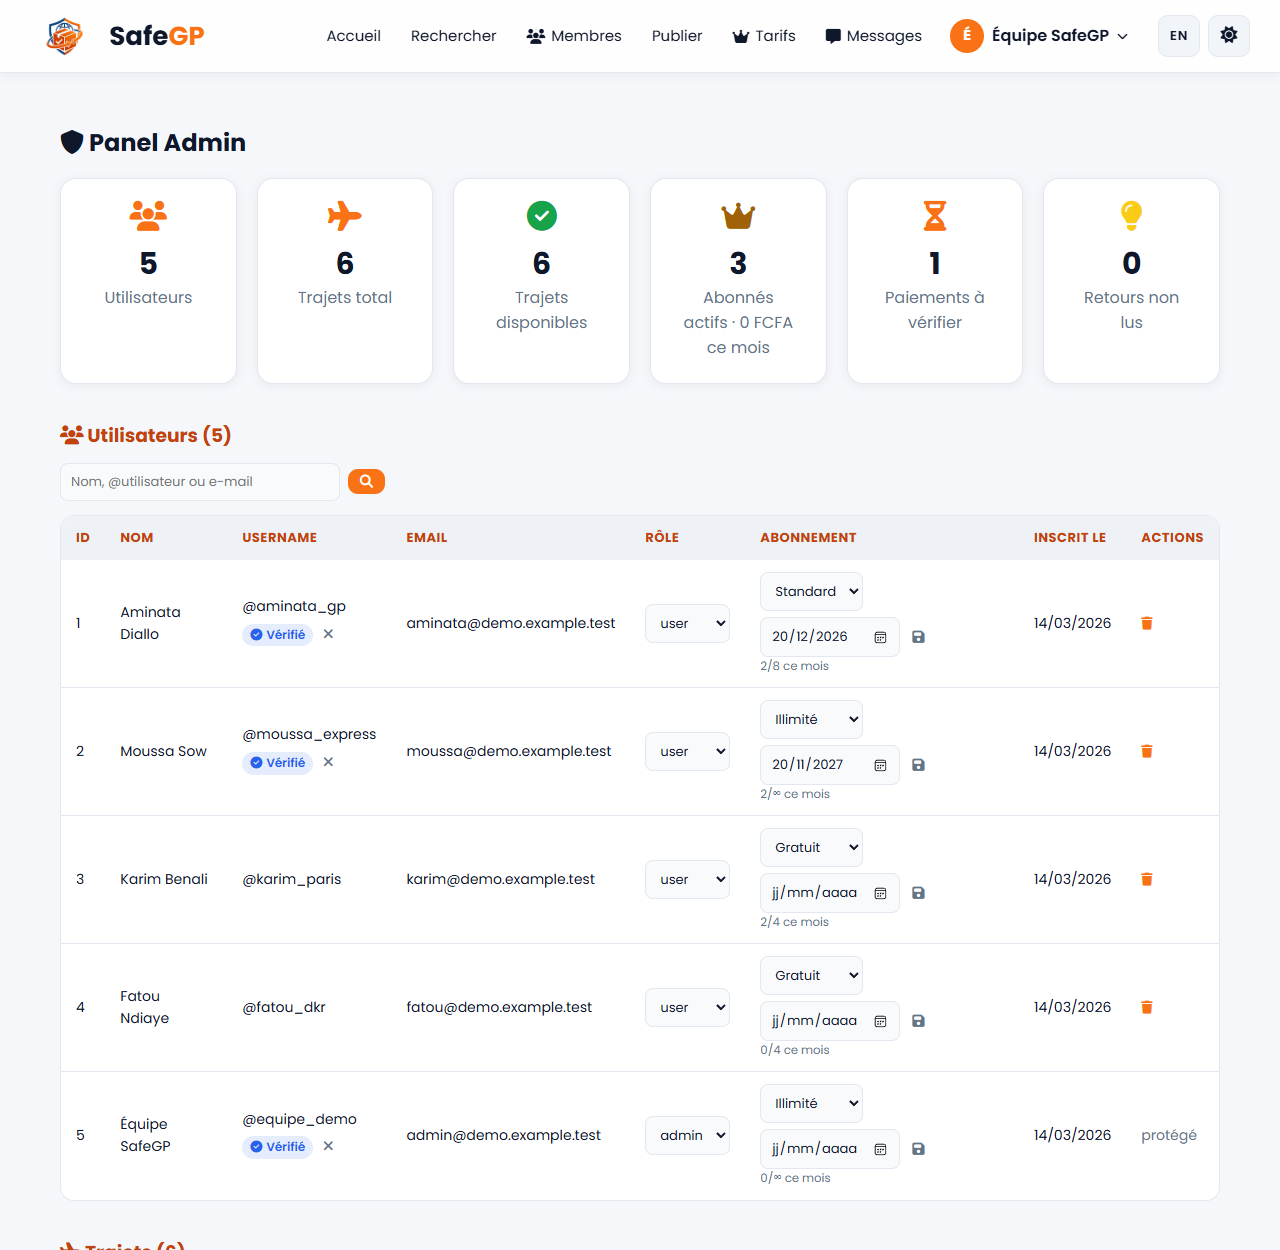 SafeGP
Accueil Rechercher Membres Publier Tarifs Messages É Équipe SafeGP EN
Panel Admin
5
Utilisateurs
6
Trajets total
6
Trajets
disponibles
3
Abonnés
actifs · 0 FCFA
ce mois
1
Paiements à
vérifier
0
Retours non
lus
Utilisateurs (5)
Nom, @utilisateur ou e-mail
ID NOM USERNAME EMAIL RÔLE ABONNEMENT INSCRIT LE ACTIONS
1
Aminata
Diallo
@aminata_gp
Vérifié ✕
aminata@demo.example.test
user
Standard
20/12/2026
2/8 ce mois
14/03/2026
2
Moussa Sow
@moussa_express
Vérifié ✕
moussa@demo.example.test
user
Illimité
20/11/2027
2/∞ ce mois
14/03/2026
3
Karim Benali
@karim_paris
karim@demo.example.test
user
Gratuit
jj/mm/aaaa
2/4 ce mois
14/03/2026
4
Fatou
Ndiaye
@fatou_dkr
fatou@demo.example.test
user
Gratuit
jj/mm/aaaa
0/4 ce mois
14/03/2026
5
Équipe
SafeGP
@equipe_demo
Vérifié ✕
admin@demo.example.test
admin
Illimité
jj/mm/aaaa
0/∞ ce mois
14/03/2026
protégé
Trajets (6)